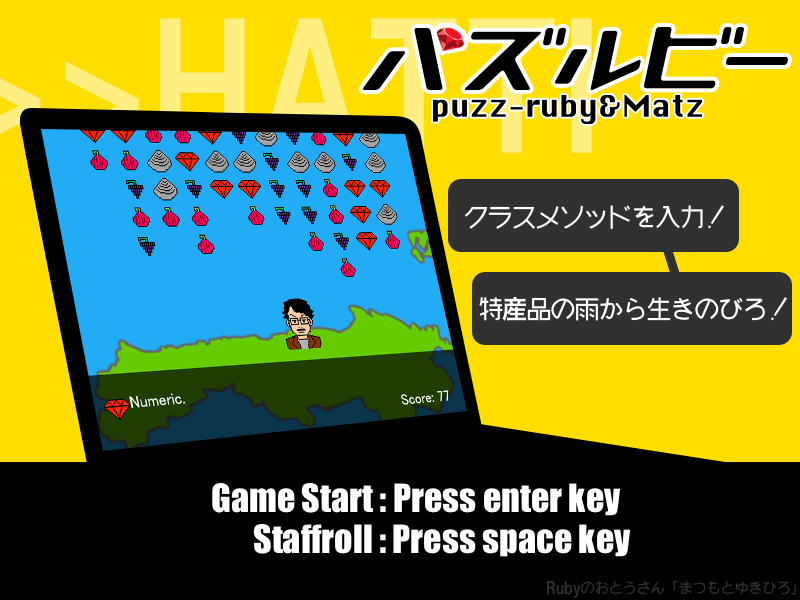 >>HATTI
パズルビー
puzz-ruby&Matz
クラスメソッドを入力！
特産品の雨から生きのびろ！
Numeric.
Score: 77
Game Start : Press enter key
Staffroll : Press space key
Rubyのおとうさん「まつもとゆきひろ」